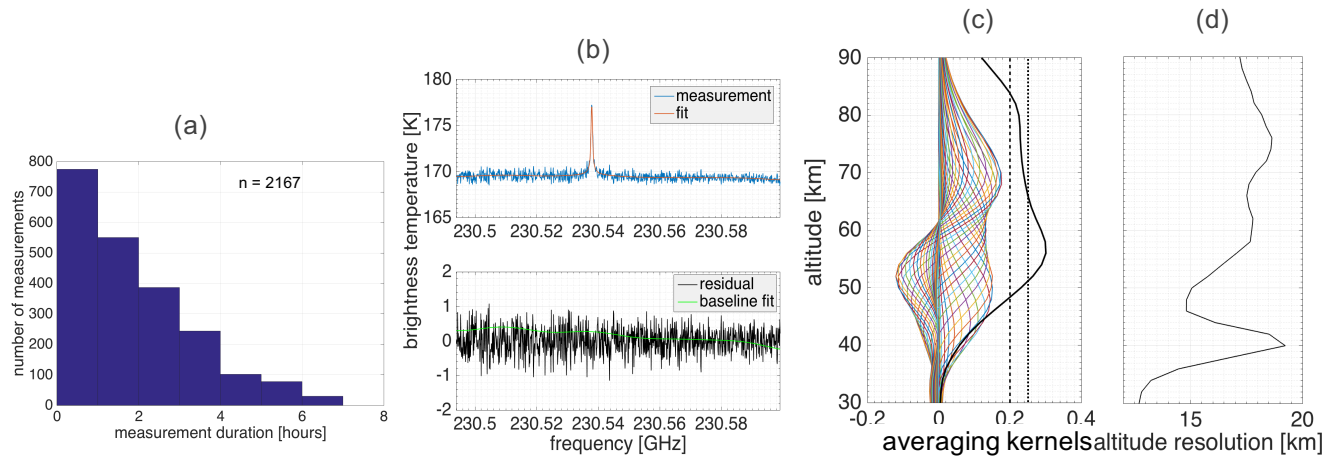 (a)
n = 2167
800
700
600
500
400
300
200
100
0
number of measurements
0 2 4 6 8
measurement duration [hours]
(b)
180
175
170
165
measurement
fit
230.5 230.52 230.54 230.56 230.58
brightness temperature [K]
2
1
0
-1
-2
residual
baseline fit
230.5 230.52 230.54 230.56 230.58
frequency [GHz]
(c)
90
80
70
60
50
40
30
altitude [km]
-0.2 0 0.2 0.4
averaging kernels
(d)
15 20
altitude resolution [km]